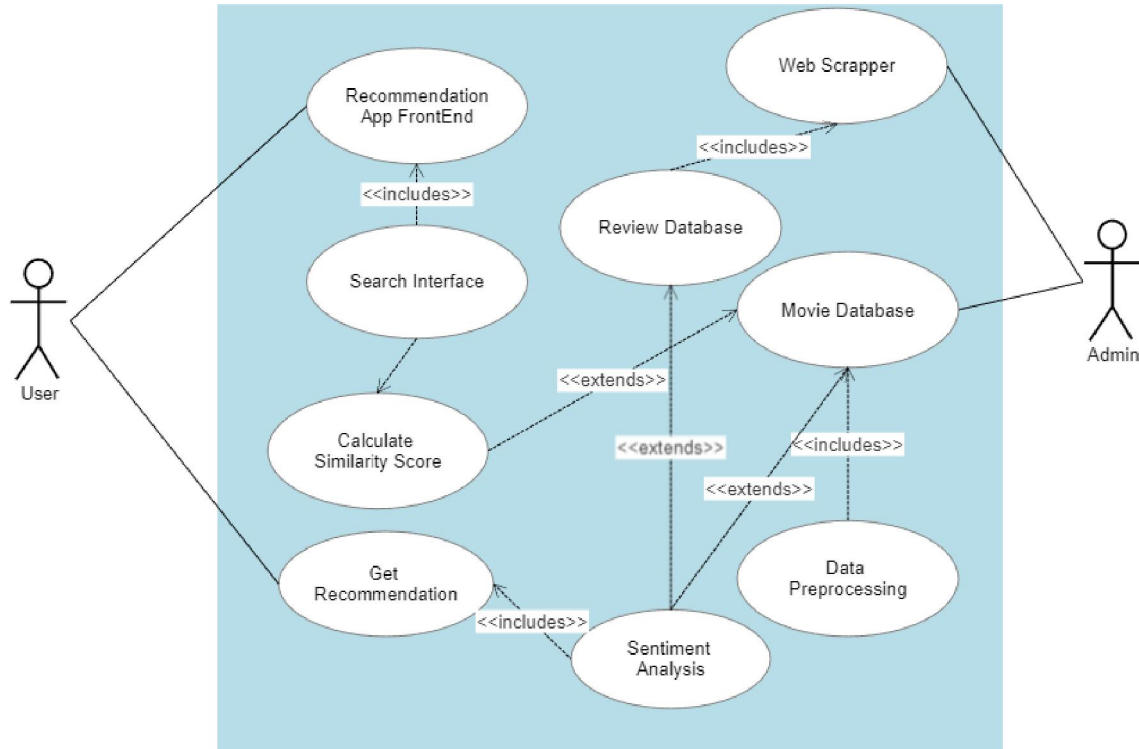 Web Scrapper
Recommendation
App FrontEnd
<<includes>>
<<includes>>
Review Database
Search Interface
Movie Database
User
Admin
<<extends>>
Calculate
Similarity Score
<<extends>>
<<includes>>
<<extends>>
Get
Recommendation
Data
Preprocessing
<<includes>>
Sentiment
Analysis